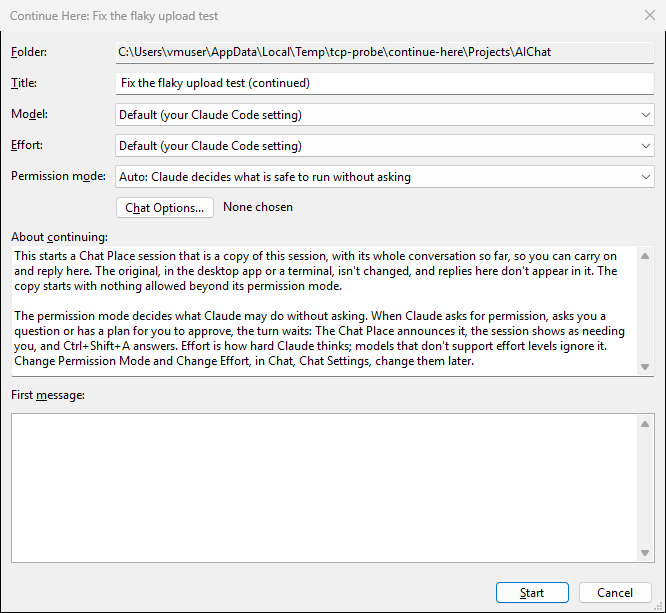 Continue Here: Fix the flaky upload test
Folder: C:\Users\vmuser\AppData\Local\Temp\tcp-probe\continue-here\Projects\AIChat
Title: Fix the flaky upload test (continued)
Model: Default (your Claude Code setting)
Effort: Default (your Claude Code setting)
Permission mode: Auto: Claude decides what is safe to run without asking
Chat Options... None chosen
About continuing:
This starts a Chat Place session that is a copy of this session, with its whole conversation so far, so you can carry on
and reply here. The original, in the desktop app or a terminal, isn't changed, and replies here don't appear in it. The
copy starts with nothing allowed beyond its permission mode.
The permission mode decides what Claude may do without asking. When Claude asks for permission, asks you a
question or has a plan for you to approve, the turn waits: The Chat Place announces it, the session shows as needing
you, and Ctrl+Shift+A answers. Effort is how hard Claude thinks; models that don't support effort levels ignore it.
Change Permission Mode and Change Effort, in Chat, Chat Settings, change them later.
First message:
Start Cancel